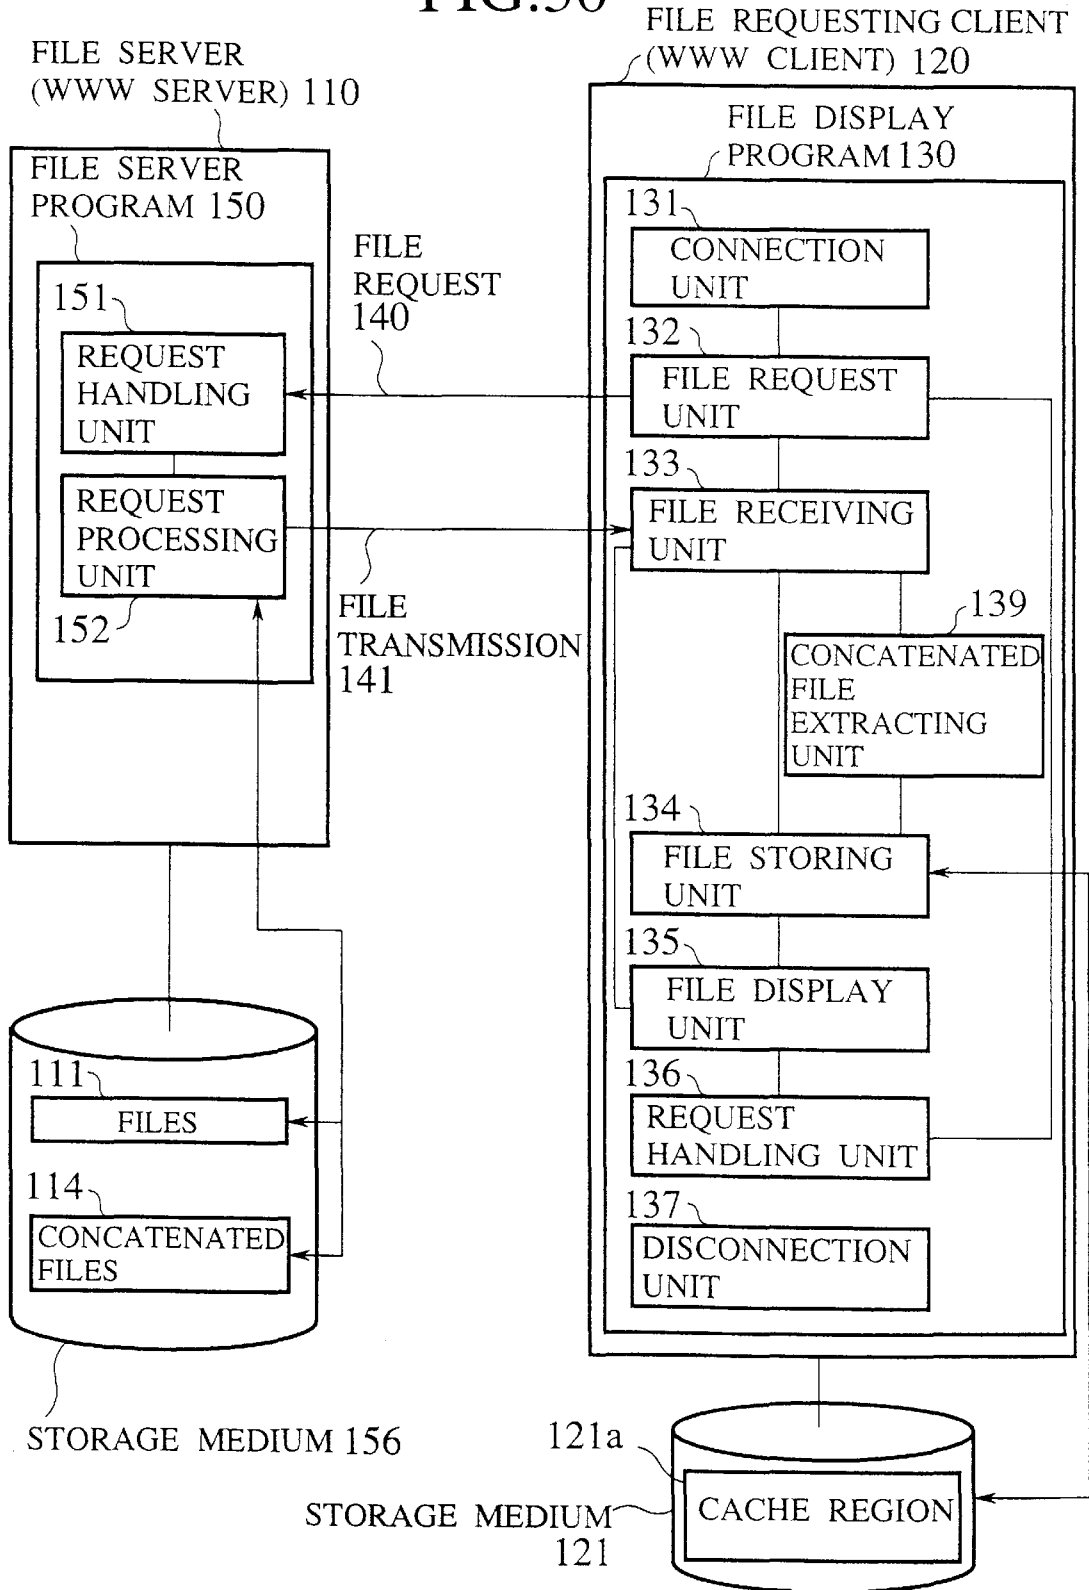 FIG.50
FILE REQUESTING CLIENT
(WWW CLIENT) 120
FILE SERVER
(WWW SERVER) 110
FILE DISPLAY
PROGRAM 130
FILE SERVER
PROGRAM 150
131
CONNECTION
UNIT
FILE
REQUEST
140
151
REQUEST
HANDLING
UNIT
132
FILE REQUEST
UNIT
133
FILE RECEIVING
UNIT
REQUEST
PROCESSING
UNIT
152
FILE
TRANSMISSION
141
139
CONCATENATED
FILE
EXTRACTING
UNIT
134
FILE STORING
UNIT
135
FILE DISPLAY
UNIT
111
FILES
136
REQUEST
HANDLING UNIT
114
CONCATENATED
FILES
137
DISCONNECTION
UNIT
STORAGE MEDIUM 156
121a
CACHE REGION
STORAGE MEDIUM
121